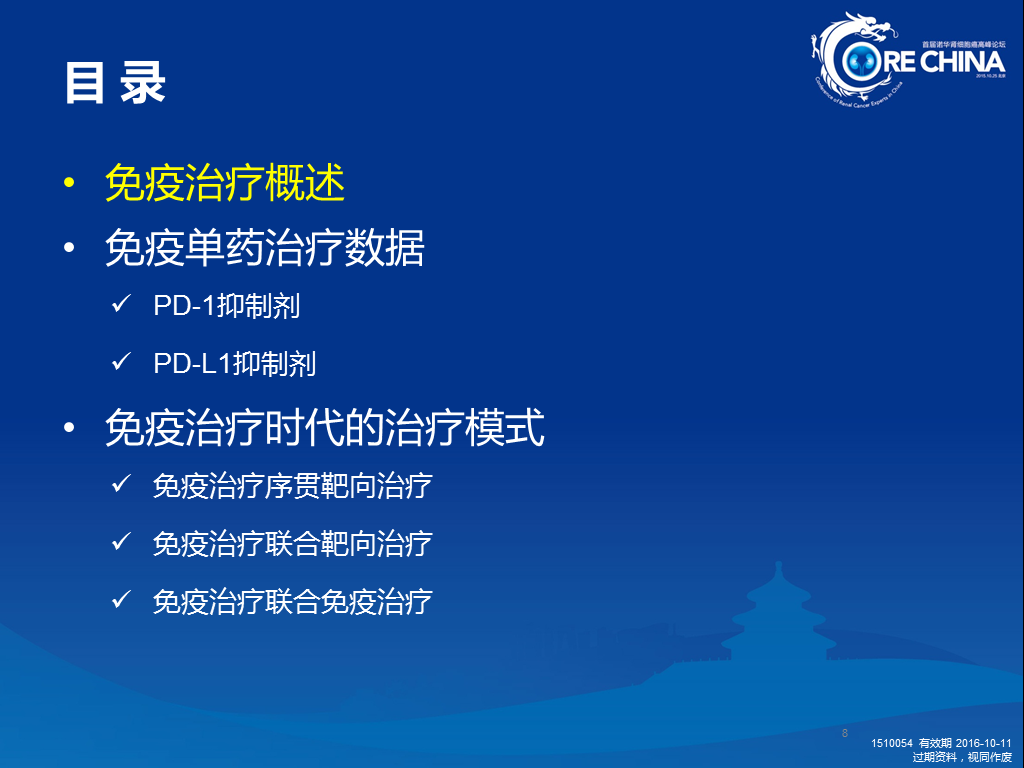 首届诺华肾细胞癌高峰论坛
CORE CHINA
2015.10.25 北京
Conference of Renal Cancer Experts in China
目 录
• 免疫治疗概述
• 免疫单药治疗数据
✓ PD-1抑制剂
✓ PD-L1抑制剂
• 免疫治疗时代的治疗模式
✓ 免疫治疗序贯靶向治疗
✓ 免疫治疗联合靶向治疗
✓ 免疫治疗联合免疫治疗
8
1510054 有效期 2016-10-11
过期资料，视同作废